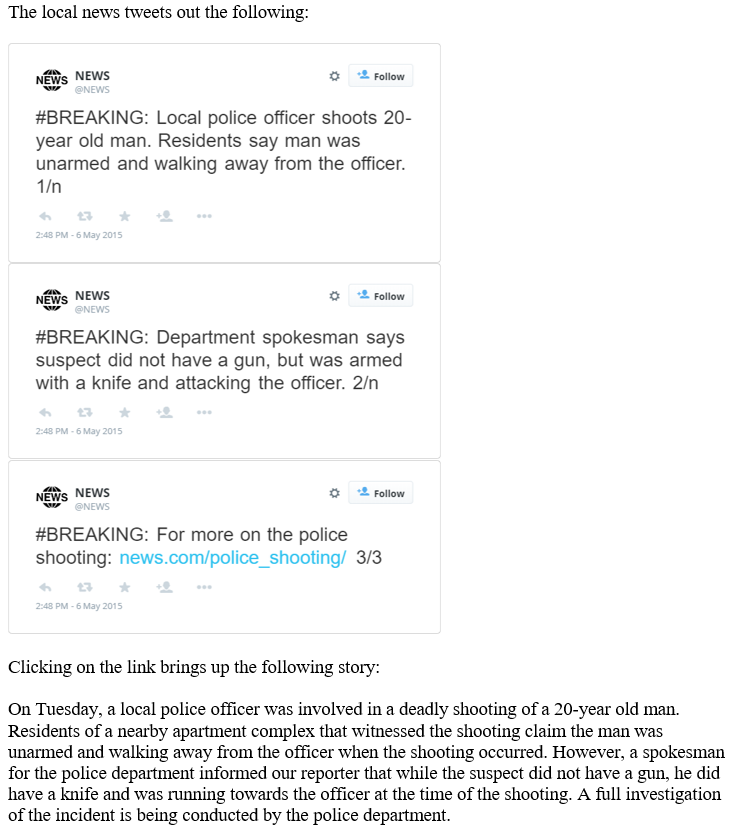 The local news tweets out the following:
NEWS NEWS Follow
@NEWS
#BREAKING: Local police officer shoots 20-
year old man. Residents say man was
unarmed and walking away from the officer.
1/n
2:48 PM - 6 May 2015
NEWS NEWS Follow
@NEWS
#BREAKING: Department spokesman says
suspect did not have a gun, but was armed
with a knife and attacking the officer. 2/n
2:48 PM - 6 May 2015
NEWS NEWS Follow
@NEWS
#BREAKING: For more on the police
shooting: news.com/police_shooting/ 3/3
2:48 PM - 6 May 2015
Clicking on the link brings up the following story:
On Tuesday, a local police officer was involved in a deadly shooting of a 20-year old man.
Residents of a nearby apartment complex that witnessed the shooting claim the man was
unarmed and walking away from the officer when the shooting occurred. However, a spokesman
for the police department informed our reporter that while the suspect did not have a gun, he did
have a knife and was running towards the officer at the time of the shooting. A full investigation
of the incident is being conducted by the police department.